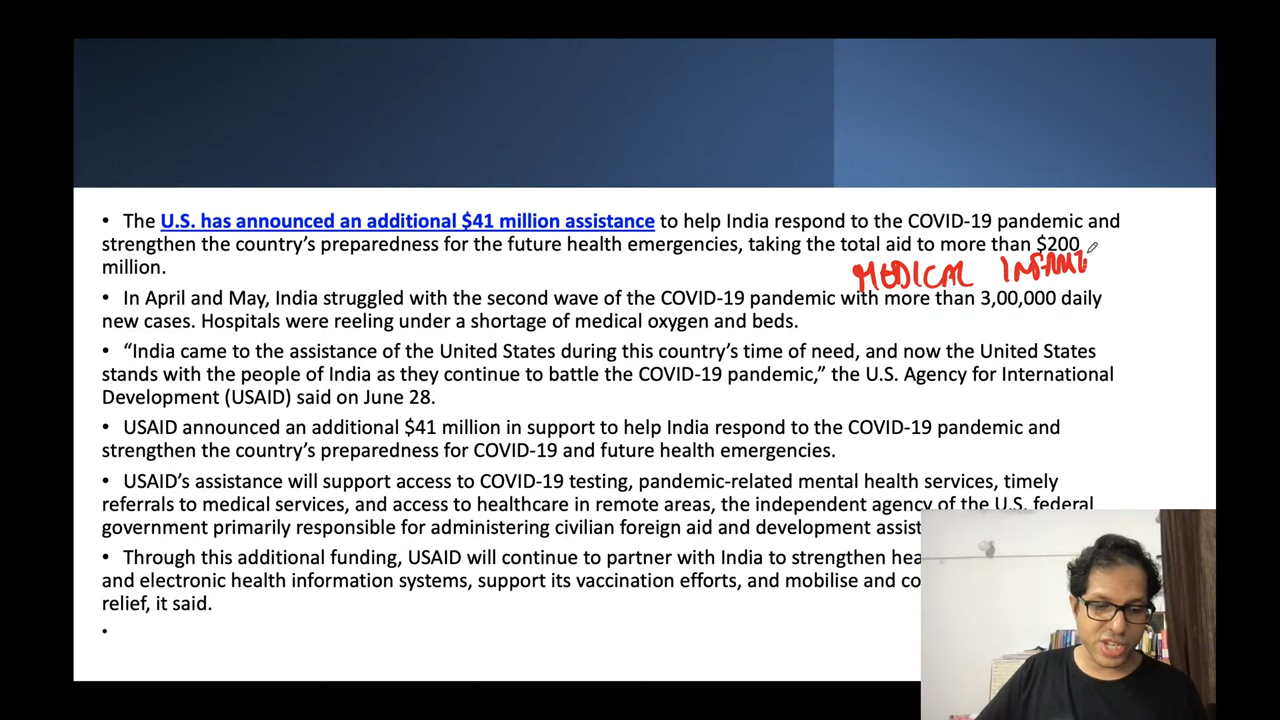 • The U.S. has announced an additional $41 million assistance to help India respond to the COVID-19 pandemic and
strengthen the country’s preparedness for the future health emergencies, taking the total aid to more than $200
million.
MEDICAL
• In April and May, India struggled with the second wave of the COVID-19 pandemic with more than 3,00,000 daily
new cases. Hospitals were reeling under a shortage of medical oxygen and beds.
• “India came to the assistance of the United States during this country’s time of need, and now the United States
stands with the people of India as they continue to battle the COVID-19 pandemic,” the U.S. Agency for International
Development (USAID) said on June 28.
• USAID announced an additional $41 million in support to help India respond to the COVID-19 pandemic and
strengthen the country’s preparedness for COVID-19 and future health emergencies.
• USAID’s assistance will support access to COVID-19 testing, pandemic-related mental health services, timely
referrals to medical services, and access to healthcare in remote areas, the independent agency of the U.S. federal
government primarily responsible for administering civilian foreign aid and development
• Through this additional funding, USAID will continue to partner with India to strengthen
and electronic health information systems, support its vaccination efforts, and mobilise and
relief, it said.
•